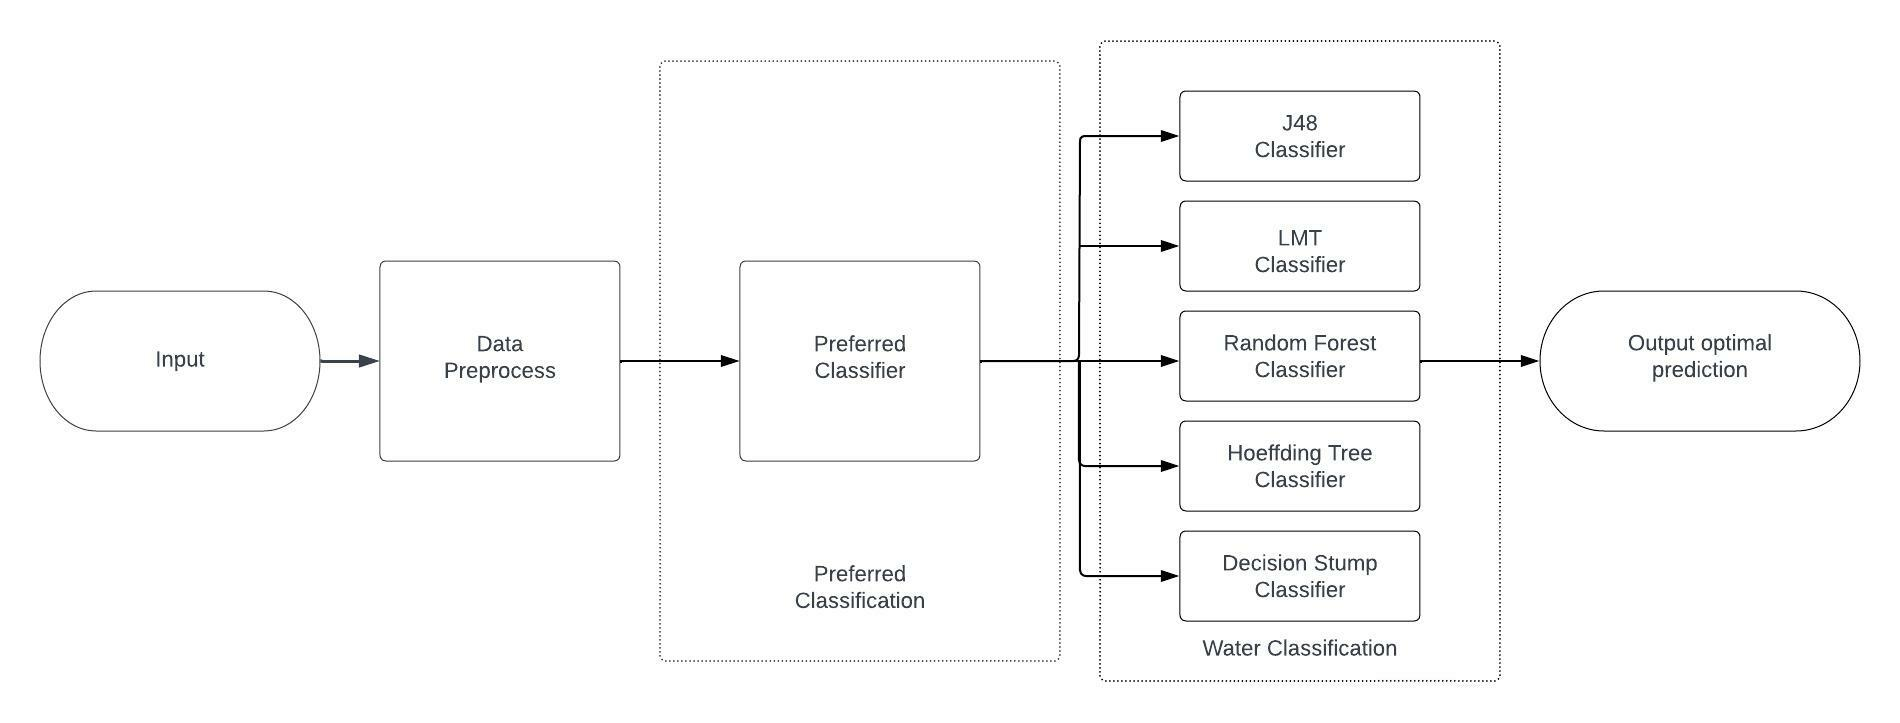 Input
Data
Preprocess
Preferred
Classifier
Preferred
Classification
J48
Classifier
LMT
Classifier
Random Forest
Classifier
Hoeffding Tree
Classifier
Decision Stump
Classifier
Water Classification
Output optimal
prediction